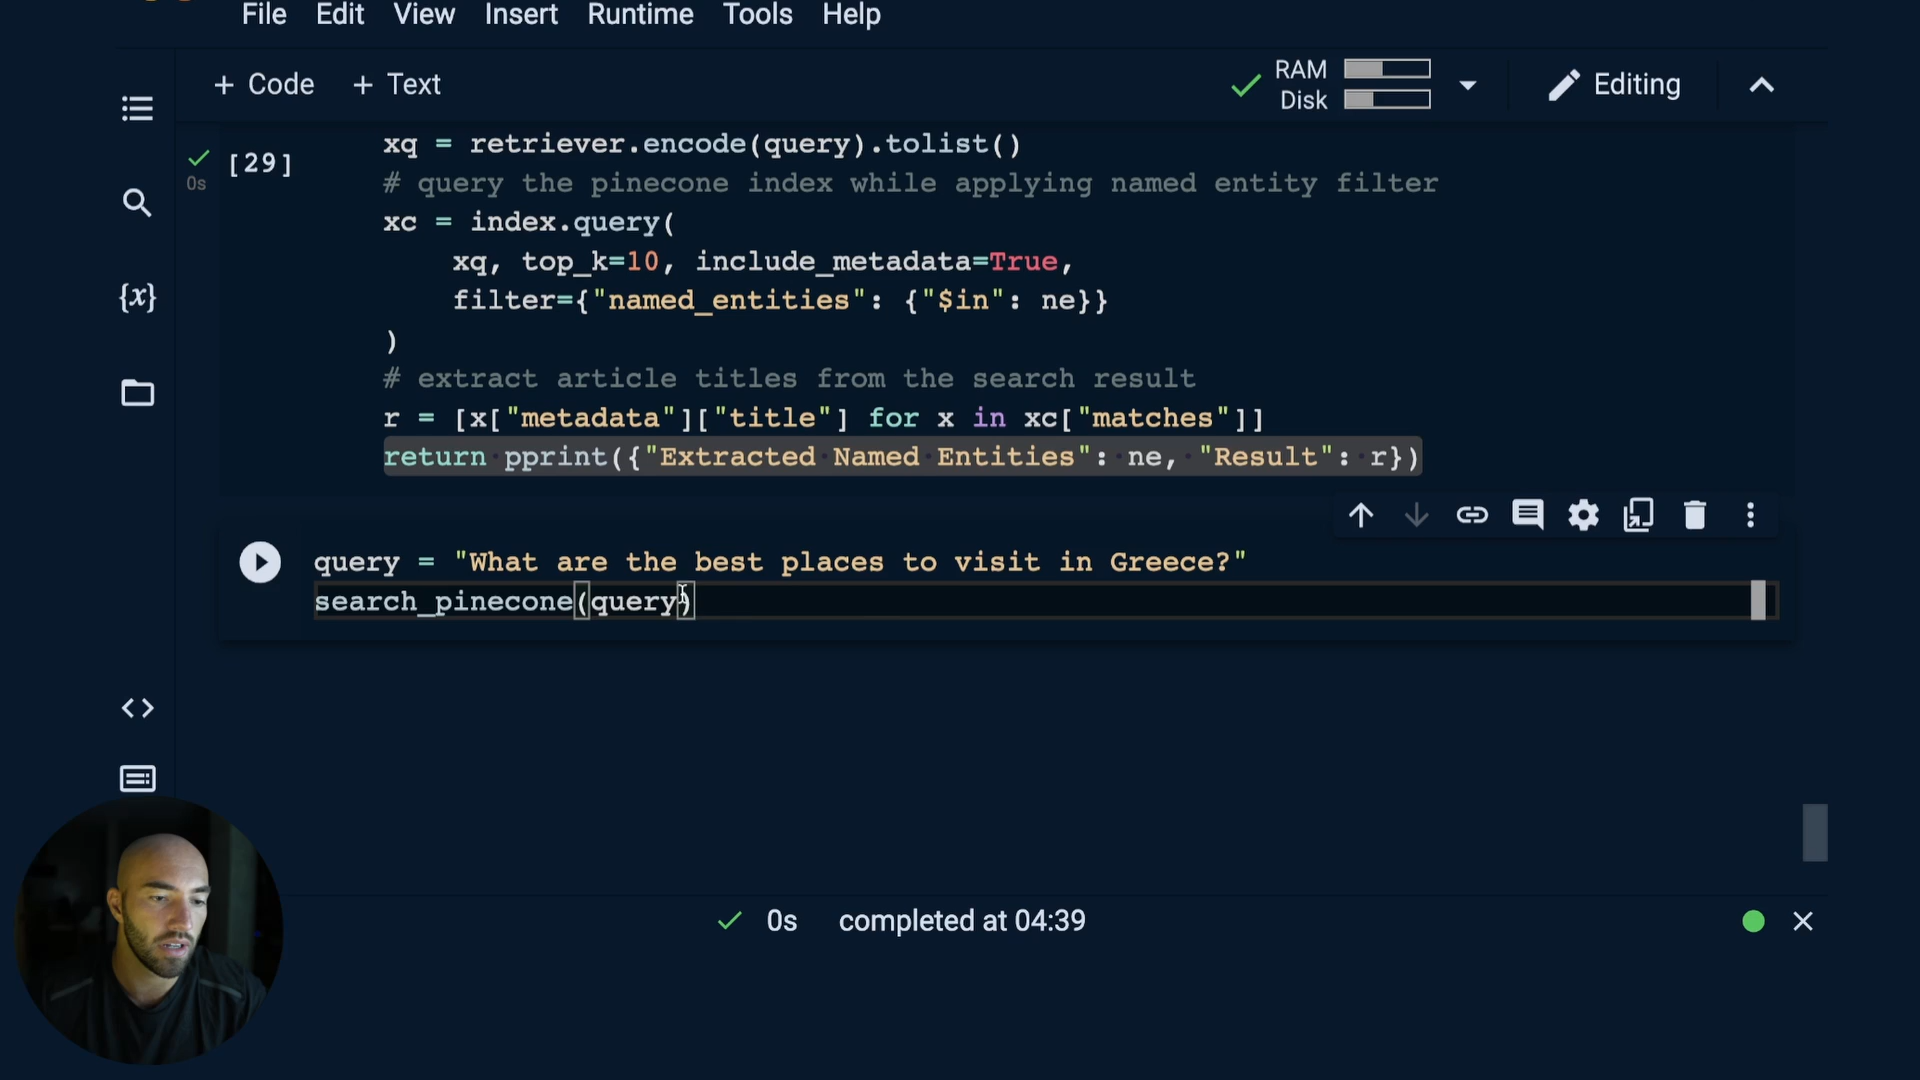 File Edit View Insert Runtime Tools Help
+ Code + Text
RAM
Disk
Editing
[29]
0s
xq = retriever.encode(query).tolist()
# query the pinecone index while applying named entity filter
xc = index.query(
xq, top_k=10, include_metadata=True,
filter={"named_entities": {"$in": ne}}
)
# extract article titles from the search result
r = [x["metadata"]["title"] for x in xc["matches"]]
return pprint({"Extracted Named Entities": ne, "Result": r})
{x}
query = "What are the best places to visit in Greece?"
search_pinecone(query)
0s completed at 04:39